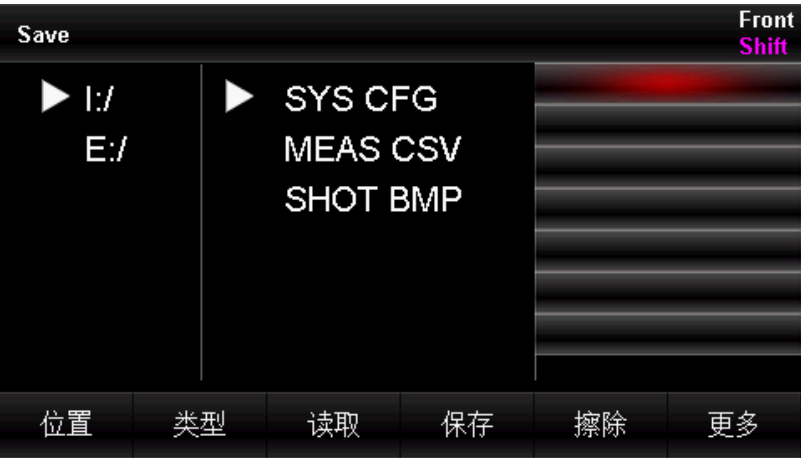 Save
Front
Shift
I:/
E:/
SYS CFG
MEAS CSV
SHOT BMP
位置 类型 读取 保存 擦除 更多